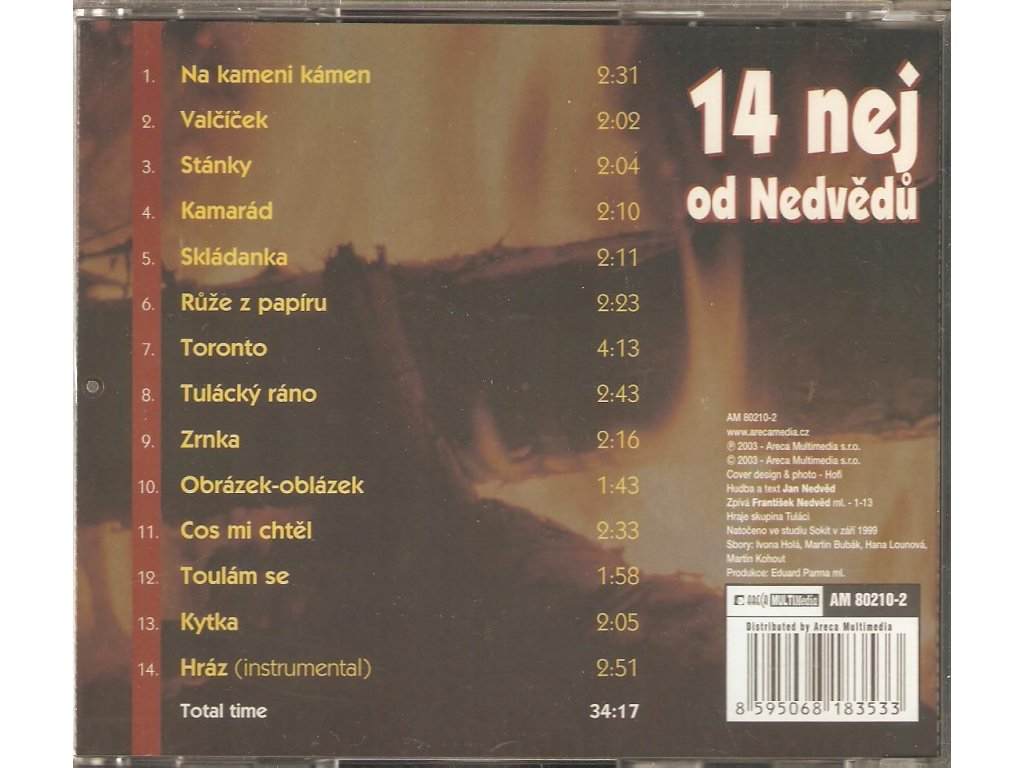 1. Na kameni kámen 2:31
2. Valčíček 2:02
3. Stánky 2:04
4. Kamarád 2:10
5. Skládanka 2:11
6. Růže z papíru 2:23
7. Toronto 4:13
8. Tulácký ráno 2:43
9. Zrnka 2:16
10. Obrázek-oblázek 1:43
11. Cos mi chtěl 2:33
12. Toulám se 1:58
13. Kytka 2:05
14. Hráz (instrumental) 2:51
Total time 34:17
14 nej
od Nedvědů
AM 80210-2
www.arecamedia.cz
℗ 2003 - Areca Multimedia s.r.o.
© 2003 - Areca Multimedia s.r.o.
Cover design & photo - Hofi
Hudba a text Jan Nedvěd
Zpívá František Nedvěd ml. - 1-13
Hraje skupina Tuláci
Natočeno ve studiu Sokit v září 1999
Sbory: Ivona Holá, Martin Bubák, Hana Lounová,
Martin Kohout
Produkce: Eduard Parma ml.
ARECA MULTIMedia AM 80210-2
Distributed by Areca Multimedia
8 595068 183533